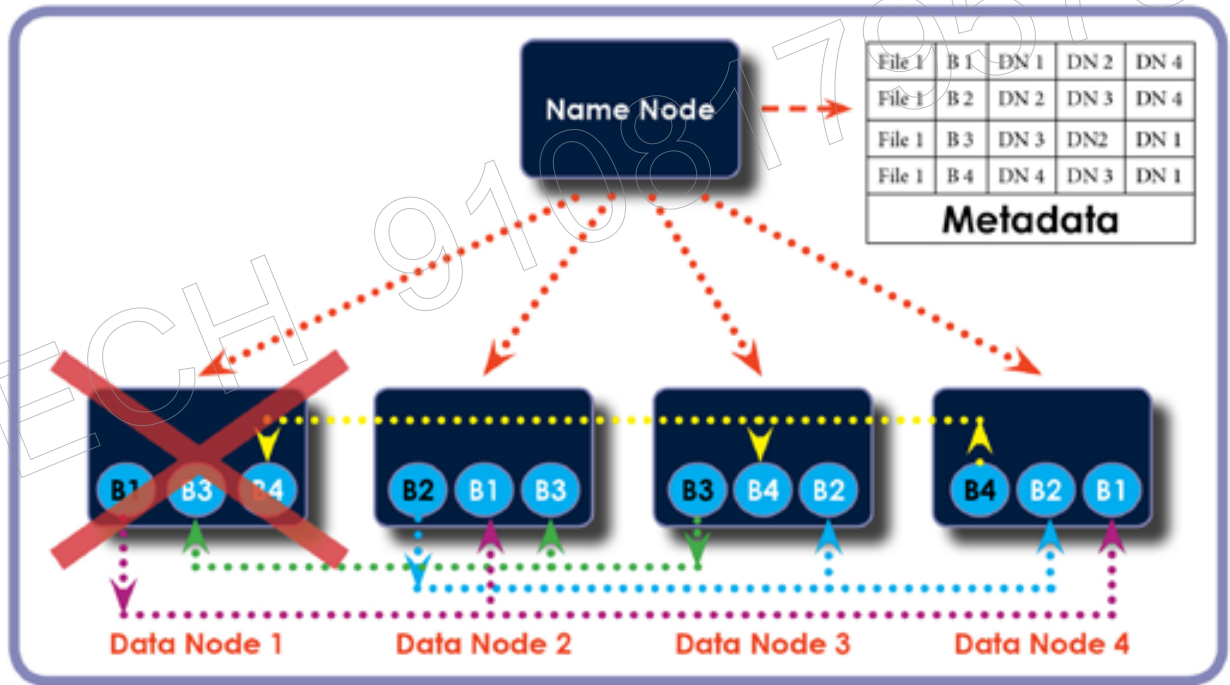 Name Node
File 1 B 1 DN 1 DN 2 DN 4
File 1 B 2 DN 2 DN 3 DN 4
File 1 B 3 DN 3 DN2 DN 1
File 1 B 4 DN 4 DN 3 DN 1
Metadata
ECH 910817957
B1 B3 B4 B2 B1 B3 B3 B4 B2 B4 B2 B1
Data Node 1 Data Node 2 Data Node 3 Data Node 4